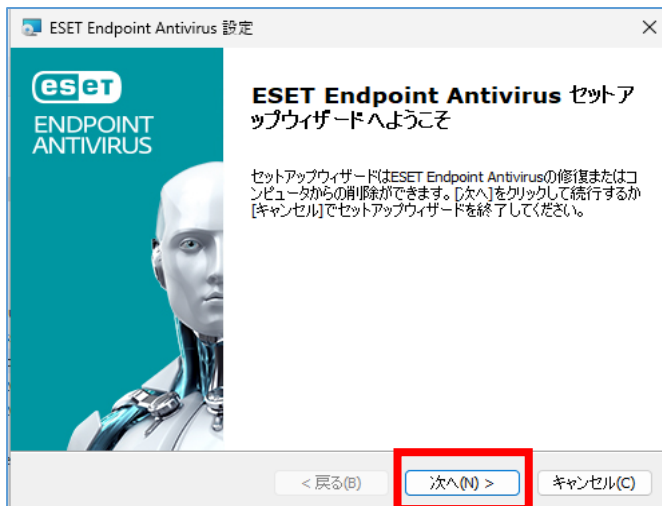 ESET Endpoint Antivirus 設定
eset
ENDPOINT
ANTIVIRUS
ESET Endpoint Antivirus セットア
ップウィザードへようこそ
セットアップウィザードはESET Endpoint Antivirusの修復またはコ
ンピュータからの削除ができます。[次へ]をクリックして続行するか
[キャンセル]でセットアップウィザードを終了してください。
< 戻る(B)
次へ(N) >
キャンセル(C)